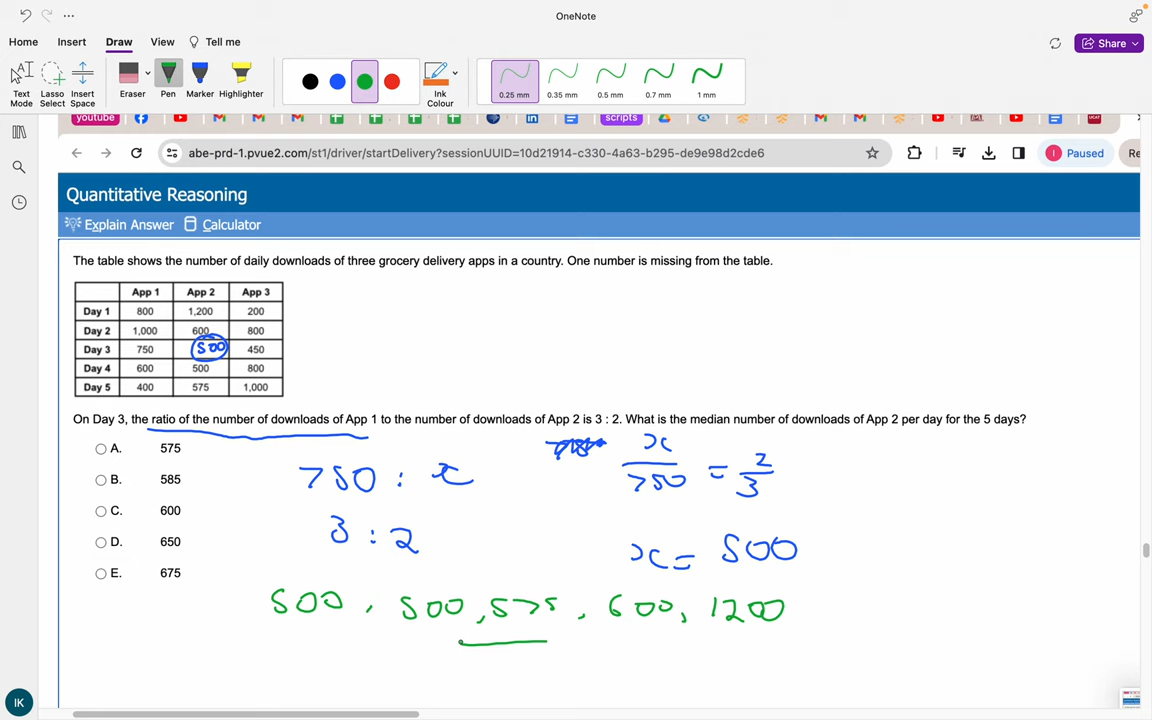 OneNote
Home Insert Draw View Tell me Share
Text Mode Lasso Select Insert Space Eraser Pen Marker Highlighter Ink Colour 0.25 mm 0.35 mm 0.5 mm 0.7 mm 1 mm
youtube scripts UCAT
abe-prd-1.pvue2.com/st1/driver/startDelivery?sessionUUID=10d21914-c330-4a63-b295-de9e98d2cde6 I Paused Re
Quantitative Reasoning
Explain Answer Calculator
The table shows the number of daily downloads of three grocery delivery apps in a country. One number is missing from the table.
App 1 App 2 App 3
Day 1 800 1,200 200
Day 2 1,000 600 800
Day 3 750 500 450
Day 4 600 500 800
Day 5 400 575 1,000
On Day 3, the ratio of the number of downloads of App 1 to the number of downloads of App 2 is 3 : 2. What is the median number of downloads of App 2 per day for the 5 days?
A. 575
B. 585
C. 600
D. 650
E. 675
750 : x
3 : 2
x/750 = 2/3
x = 500
500, 500, 575, 600, 1200
IK